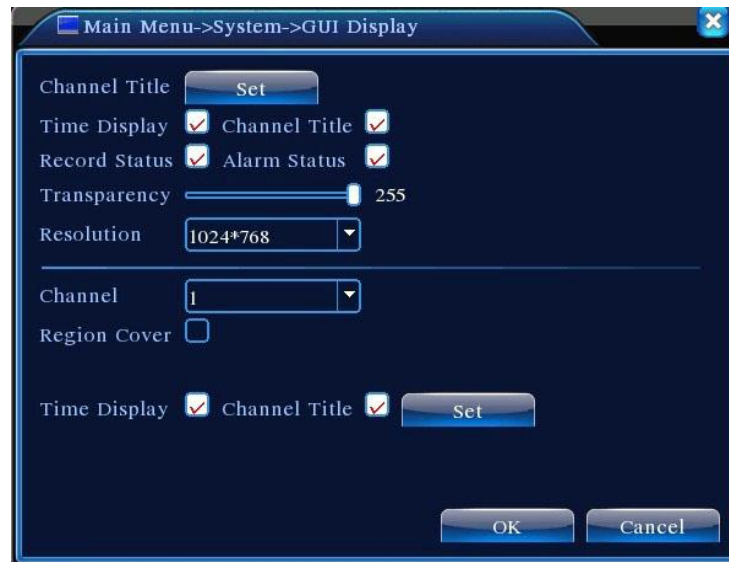 Main Menu->System->GUI Display
Channel Title Set
Time Display Channel Title
Record Status Alarm Status
Transparency 255
Resolution 1024*768
Channel 1
Region Cover
Time Display Channel Title Set
OK Cancel